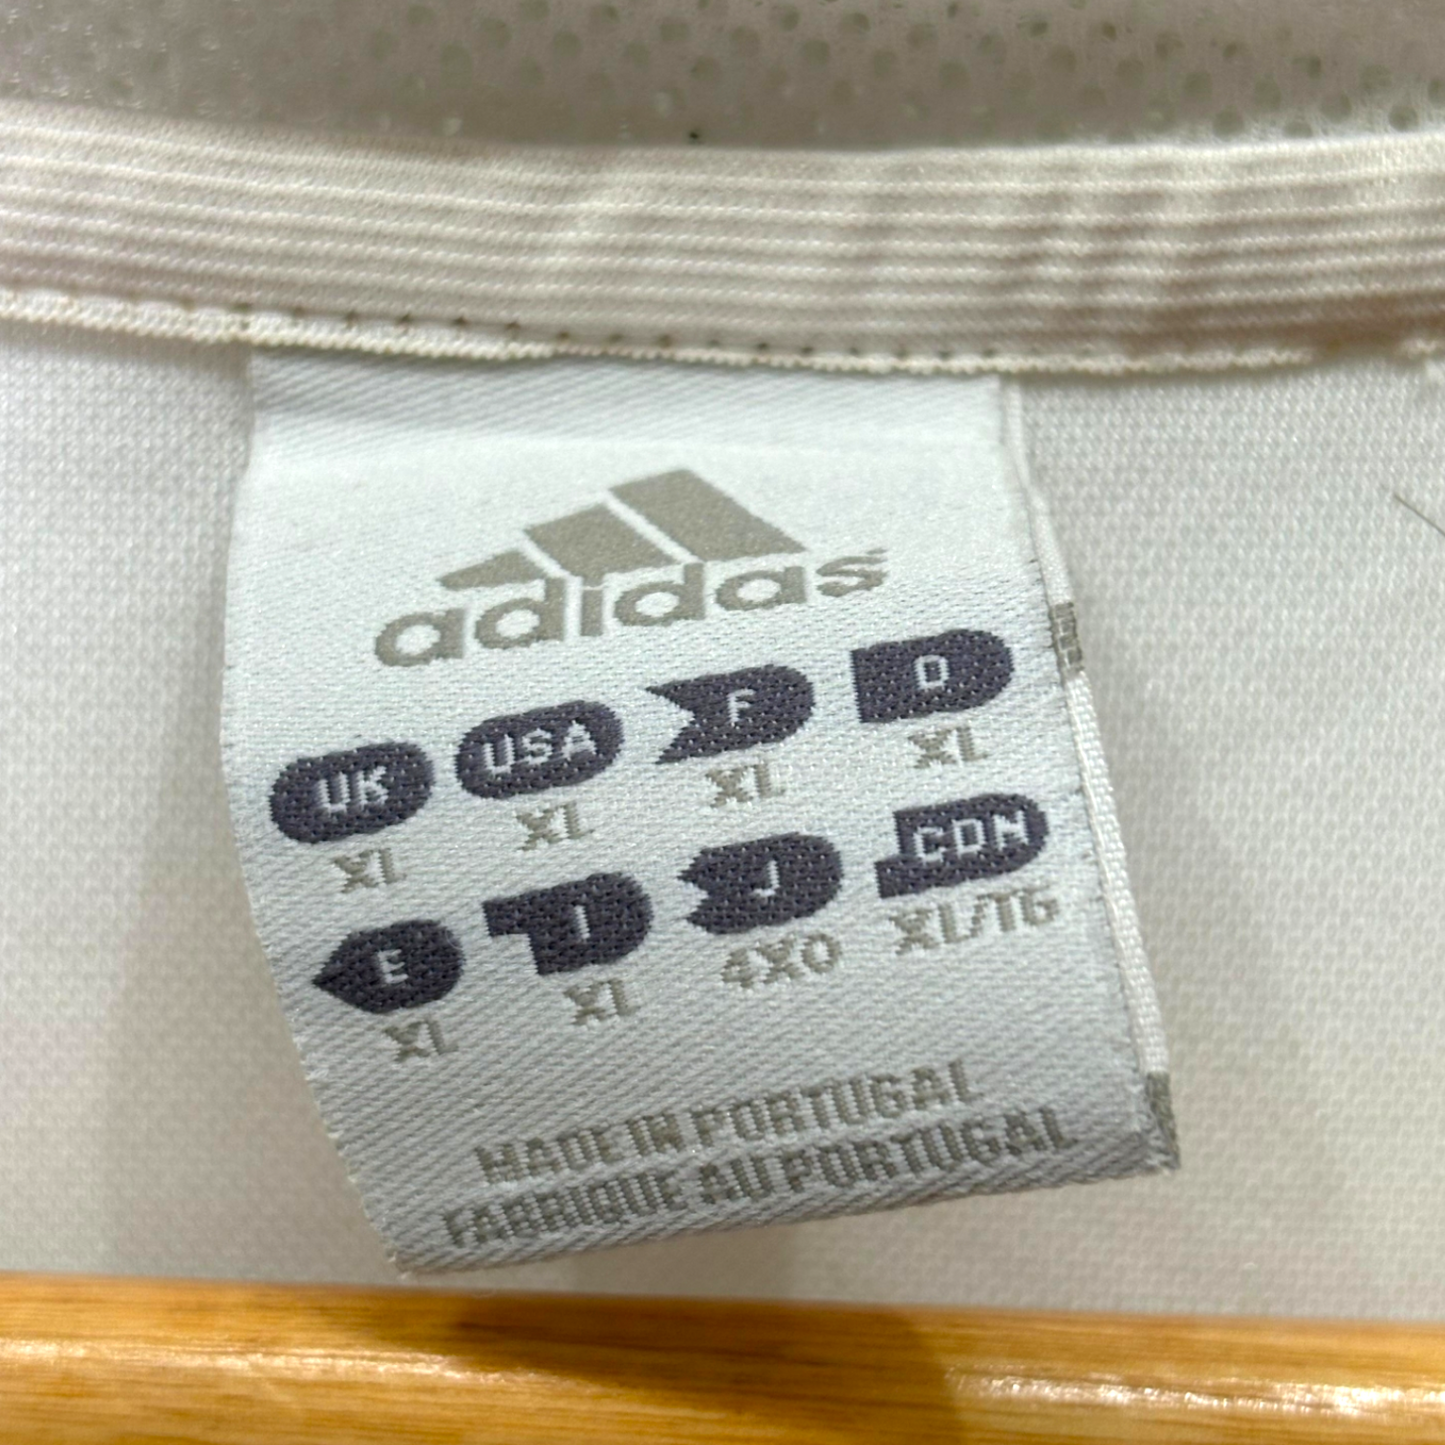 adidas
UK USA F D
XL XL XL XL
E I J CDN
XL XL 4XO XL/TG
MADE IN PORTUGAL
FABRIQUE AU PORTUGAL